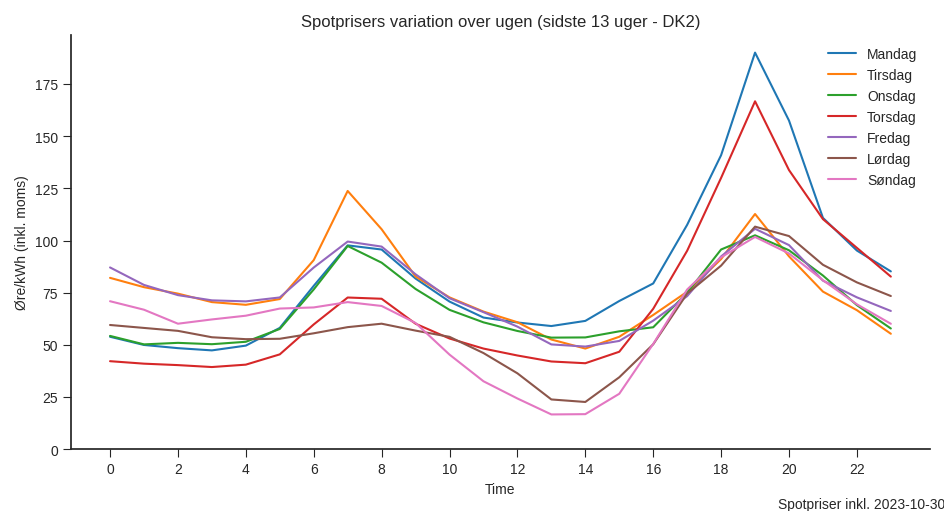 Spotprisers variation over ugen (sidste 13 uger - DK2)
Øre/kWh (inkl. moms)
175
150
125
100
75
50
25
0
Mandag
Tirsdag
Onsdag
Torsdag
Fredag
Lørdag
Søndag
0 2 4 6 8 10 12 14 16 18 20 22
Time
Spotpriser inkl. 2023-10-30